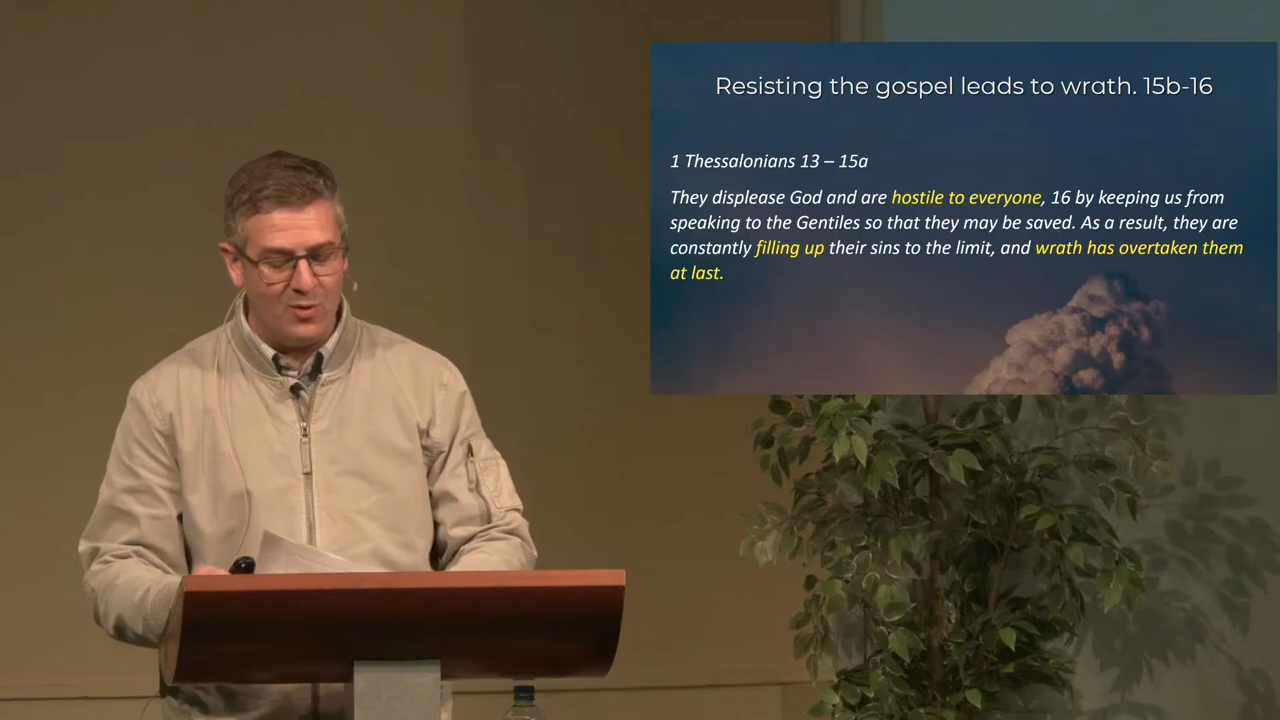 Resisting the gospel leads to wrath. 15b-16
1 Thessalonians 13 – 15a
They displease God and are hostile to everyone, 16 by keeping us from
speaking to the Gentiles so that they may be saved. As a result, they are
constantly filling up their sins to the limit, and wrath has overtaken them
at last.